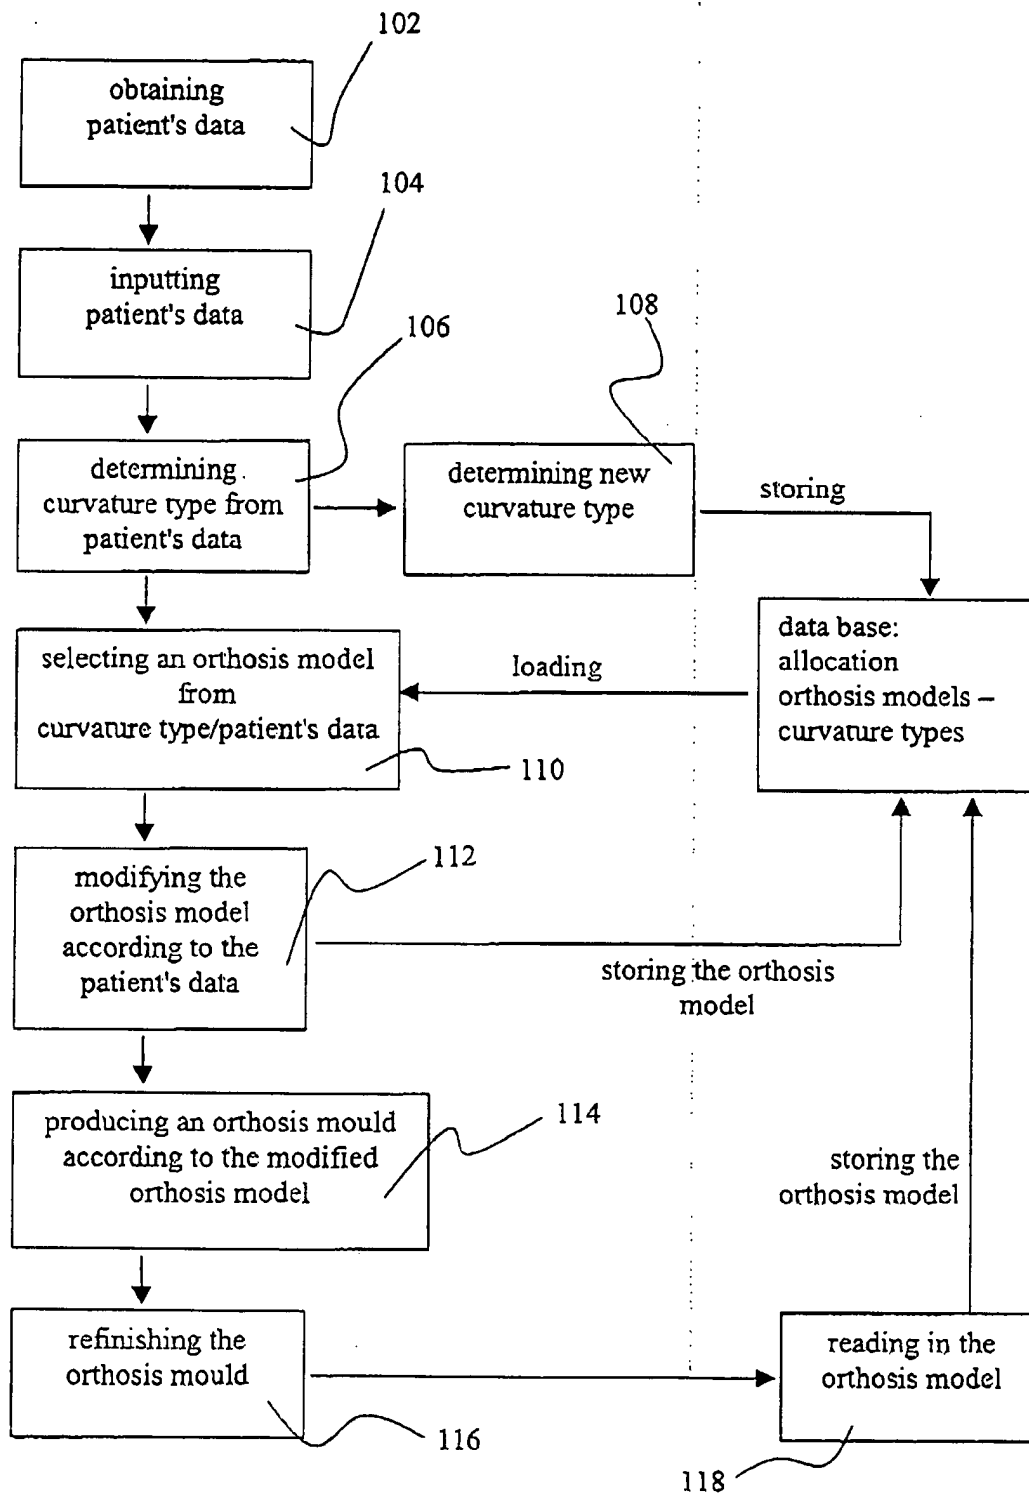 102
obtaining
patient's data
104
inputting
patient's data
106
108
determining
curvature type from
patient's data
determining new
curvature type
storing
selecting an orthosis model
from
curvature type/patient's data
110
loading
data base:
allocation
orthosis models –
curvature types
112
modifying the
orthosis model
according to the
patient's data
storing the orthosis
model
114
producing an orthosis mould
according to the modified
orthosis model
storing the
orthosis model
refinishing the
orthosis mould
116
reading in the
orthosis model
118